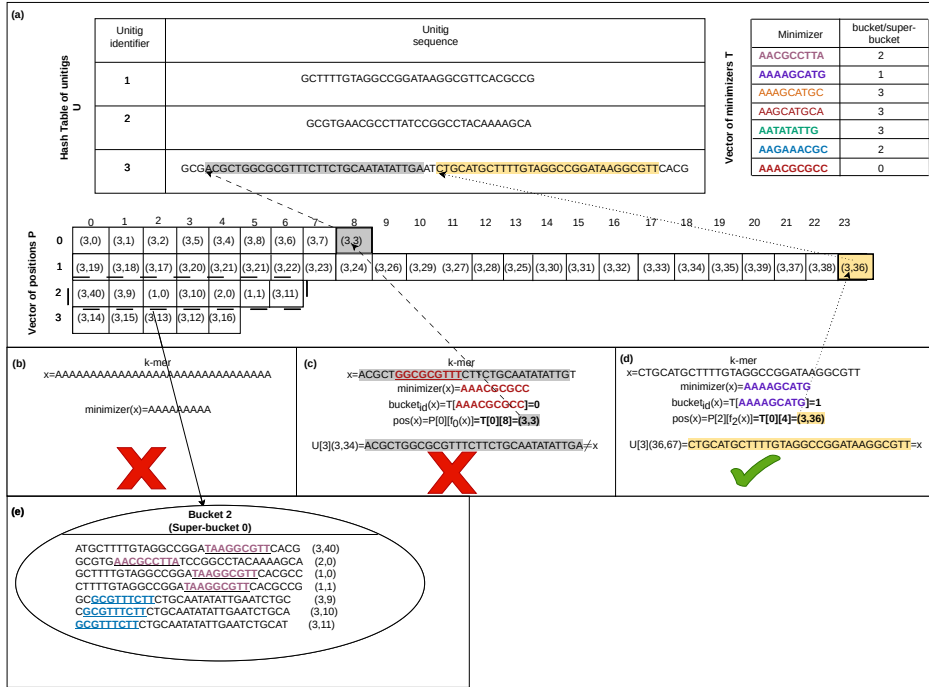 (a)
Hash Table of unitigs
U
Unitig
identifier
Unitig
sequence
1
GCTTTTGTAGGCCGGATAAGGCGTTCACGCCG
2
GCGTGAACGCCTTATCCGGCCTACAAAAGCA
3
GCGACGCTGGCGCGTTTCTTCTGCAATATATTGAATCTGCATGCTTTTGTAGGCCGGATAAGGCGTTCACG
Vector of minimizers T
Minimizer
bucket/super-
bucket
AACGCCTTA 2
AAAAGCATG 1
AAAGCATGC 3
AAGCATGCA 3
AATATATTG 3
AAGAAACGC 2
AAACGCGCC 0
Vector of positions P
0 1 2 3 4 5 6 7 8 9 10 11 12 13 14 15 16 17 18 19 20 21 22 23
0 (3,0) (3,1) (3,2) (3,5) (3,4) (3,8) (3,6) (3,7) (3,3)
1 (3,19) (3,18) (3,17) (3,20) (3,21) (3,21) (3,22) (3,23) (3,24) (3,26) (3,29) (3,27) (3,28) (3,25) (3,30) (3,31) (3,32) (3,33) (3,34) (3,35) (3,39) (3,37) (3,38) (3,36)
2 (3,40) (3,9) (1,0) (3,10) (2,0) (1,1) (3,11)
3 (3,14) (3,15) (3,13) (3,12) (3,16)
(b)
k-mer
x=AAAAAAAAAAAAAAAAAAAAAAAAAAAAAAA
minimizer(x)=AAAAAAAAA
(c)
k-mer
x=ACGCTGGCGCGTTTCTTCTGCAATATATTGT
minimizer(x)=AAACGCGCC
bucketid(x)=T[AAACGCGCC]=0
pos(x)=P[0][f0(x)]=T[0][8]=(3,3)
U[3](3,34)=ACGCTGGCGCGTTTCTTCTGCAATATATTGA≠x
(d)
k-mer
x=CTGCATGCTTTTGTAGGCCGGATAAGGCGTT
minimizer(x)=AAAAGCATG
bucketid(x)=T[AAAAGCATG]=1
pos(x)=P[2][f2(x)]=T[0][4]=(3,36)
U[3](36,67)=CTGCATGCTTTTGTAGGCCGGATAAGGCGTT=x
(e)
Bucket 2
(Super-bucket 0)
ATGCTTTTGTAGGCCGGATAAGGCGTTCACG (3,40)
GCGTGAACGCCTTATCCGGCCTACAAAAGCA (2,0)
GCTTTTGTAGGCCGGATAAGGCGTTCACGCC (1,0)
CTTTTGTAGGCCGGATAAGGCGTTCACGCCG (1,1)
GCGCGTTTCTTCTGCAATATATTGAATCTGC (3,9)
CGCGTTTCTTCTGCAATATATTGAATCTGCA (3,10)
GCGTTTCTTCTGCAATATATTGAATCTGCAT (3,11)